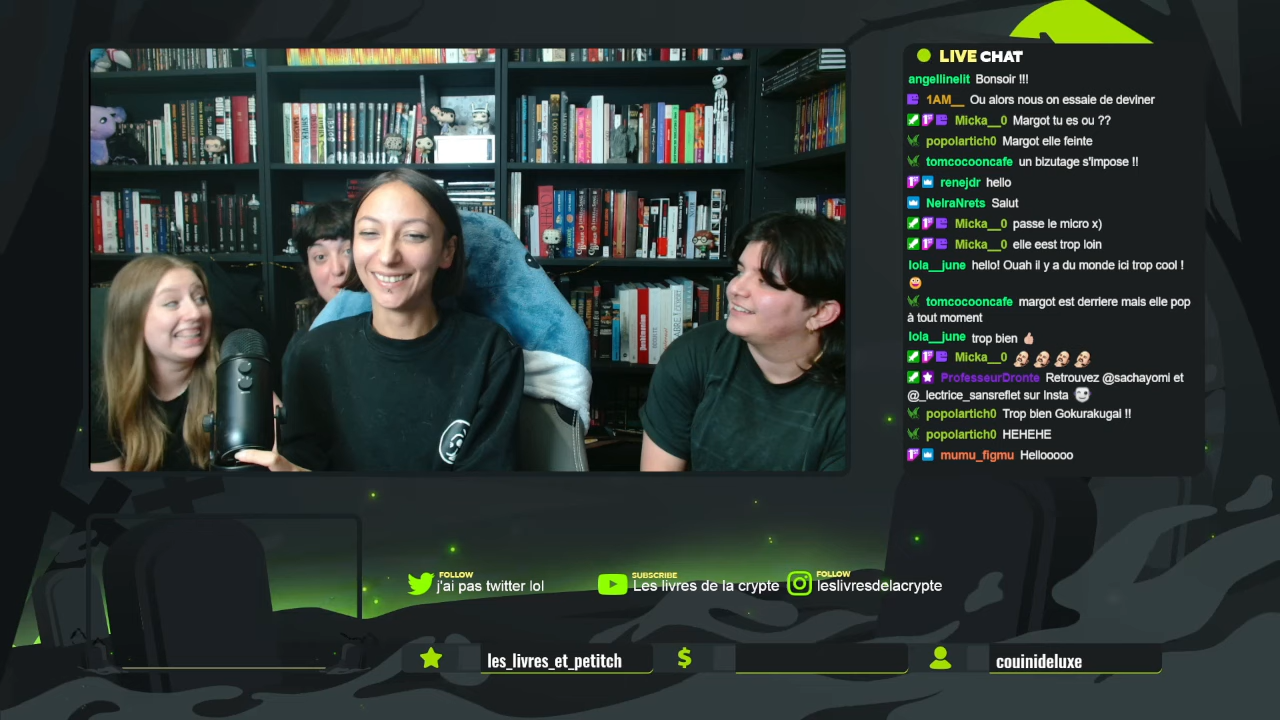 LIVE CHAT
angellinelit Bonsoir !!!
1AM__ Ou alors nous on essaie de deviner
Micka__0 Margot tu es ou ??
popolartich0 Margot elle feinte
tomcocooncafe un bizutage s'impose !!
renejdr hello
NelraNrets Salut
Micka__0 passe le micro x)
Micka__0 elle eest trop loin
lola__june hello! Ouah il y a du monde ici trop cool !
tomcocooncafe margot est derriere mais elle pop
à tout moment
lola__june trop bien
Micka__0
ProfesseurDronte Retrouvez @sachayomi et
@_lectrice_sansreflet sur Insta
popolartich0 Trop bien Gokurakugai !!
popolartich0 HEHEHE
mumu_figmu Hellooooo
FOLLOW
j'ai pas twitter lol
SUBSCRIBE
Les livres de la crypte
FOLLOW
leslivresdelacrypte
les_livres_et_petitch
$
couinideluxe